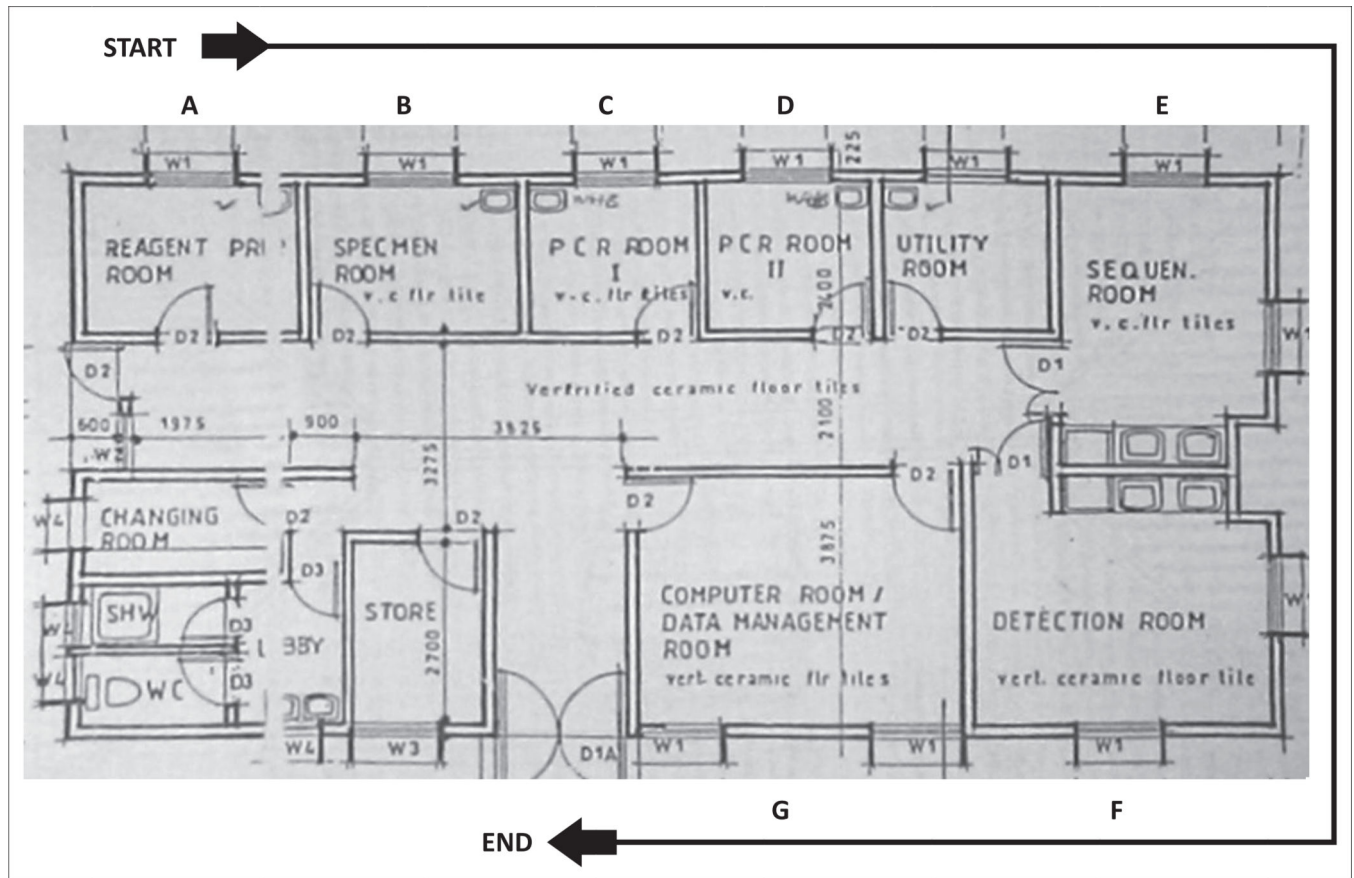 START
A B C D E
W1 W1 W1 W1 225 W1 W1
REAGENT PRE
ROOM
SPECMEN
ROOM
v.c flr tile
P C R ROOM
I
v.c. flr tiles
P C R ROOM
II
v.c.
2400
UTILITY
ROOM
SEQUEN.
ROOM
v.c.flr tiles
W1
D2 D2 D2 D2 D2
D2
D1
Vertritied ceramic floor tiles
600 1975 900 3825
2100
3275
D2 D2 D1
CHANGING
ROOM
W4
D2 D2
D3
SHW
D3
L BBY
STORE
2700
3875
COMPUTER ROOM /
DATA MANAGEMENT
ROOM
vert ceramic flr tiles
DETECTION ROOM
vert. ceramic floor tile
W
W4
WC
D3
W4 W3 D1A W1 W1 W1
G F
END